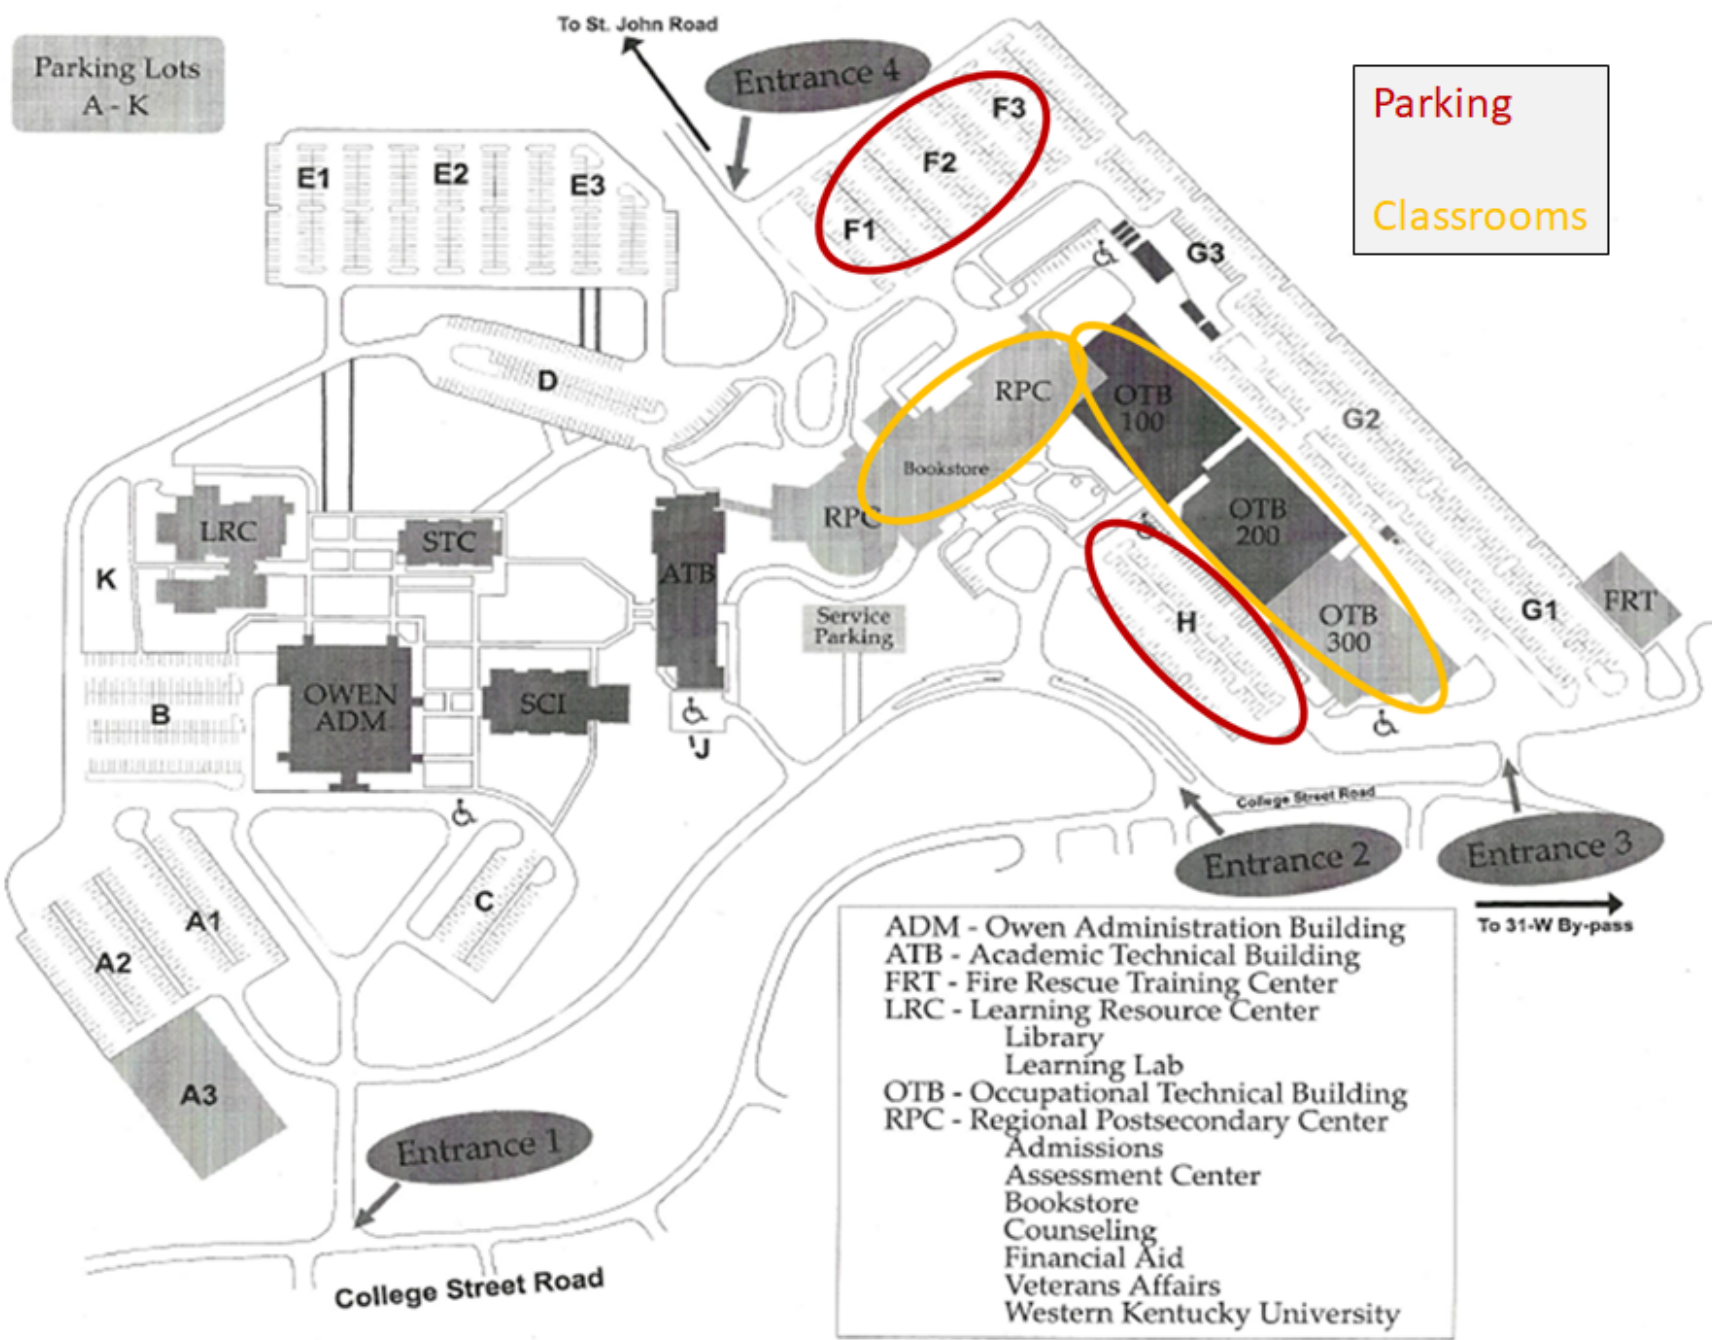 To St. John Road
Parking Lots
A - K
Entrance 4
Parking
Classrooms
F3
F2
F1
E1
E2
E3
G3
D
RPC
OTB
100
G2
Bookstore
RPC
OTB
200
LRC
STC
ATB
K
Service
Parking
H
OTB
300
G1
FRT
OWEN
ADM
SCI
B
'J
College Street Road
Entrance 2
Entrance 3
To 31-W By-pass
C
A1
A2
A3
Entrance 1
College Street Road
ADM - Owen Administration Building
ATB - Academic Technical Building
FRT - Fire Rescue Training Center
LRC - Learning Resource Center
Library
Learning Lab
OTB - Occupational Technical Building
RPC - Regional Postsecondary Center
Admissions
Assessment Center
Bookstore
Counseling
Financial Aid
Veterans Affairs
Western Kentucky University